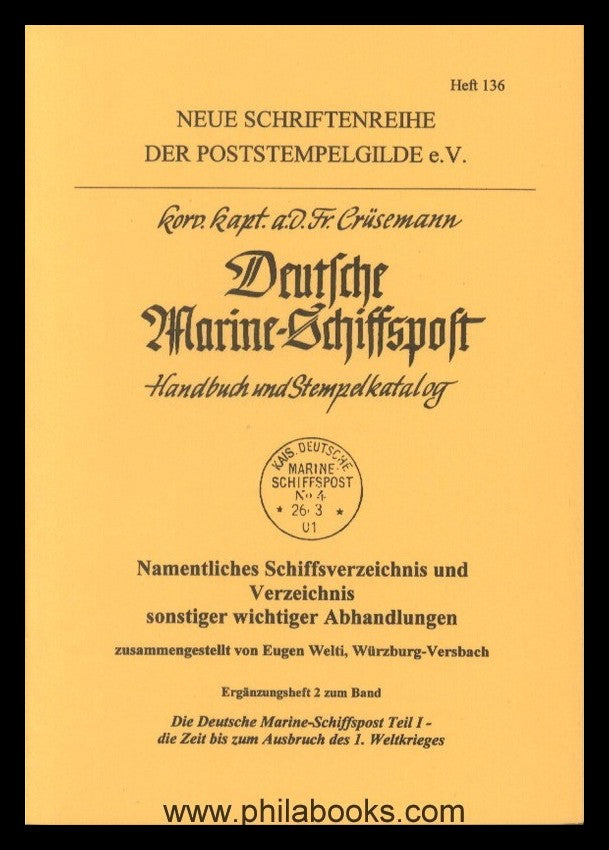 Heft 136
NEUE SCHRIFTENREIHE
DER POSTSTEMPELGILDE e.V.
korv. kapt. a.D. Fr. Crüsemann
Deutsche
Marine-Schiffspost
Handbuch und Stempelkatalog
KAIS. DEUTSCHE
MARINE-
SCHIFFSPOST
No 4
* 26. 3 *
01
Namentliches Schiffsverzeichnis und
Verzeichnis
sonstiger wichtiger Abhandlungen
zusammengestellt von Eugen Welti, Würzburg-Versbach
Ergänzungsheft 2 zum Band
Die Deutsche Marine-Schiffspost Teil I -
die Zeit bis zum Ausbruch des 1. Weltkrieges
www.philabooks.com